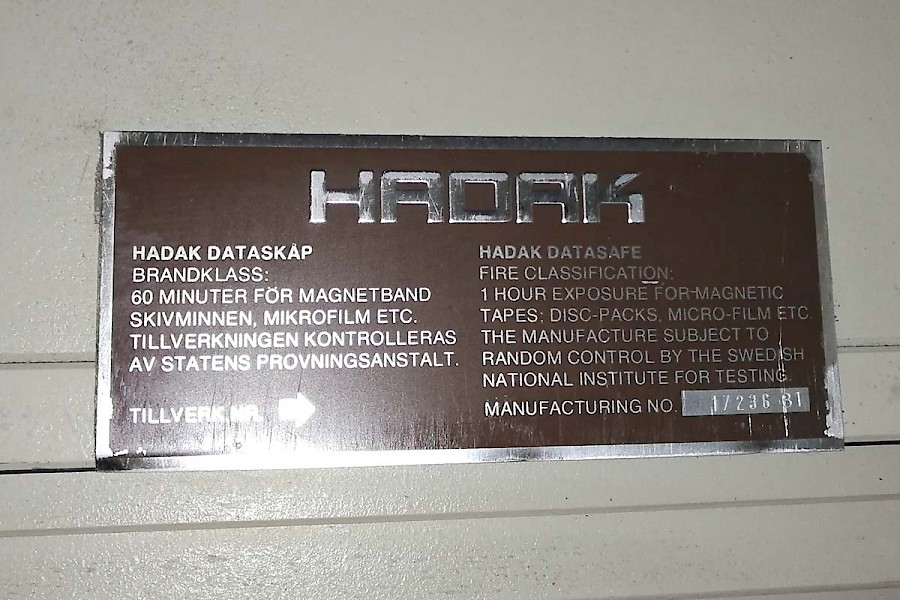 HADAK
HADAK DATASKÅP
BRANDKLASS:
60 MINUTER FÖR MAGNETBAND
SKIVMINNEN, MIKROFILM ETC.
TILLVERKNINGEN KONTROLLERAS
AV STATENS PROVNINGSANSTALT.
TILLVERK.NR.
HADAK DATASAFE
FIRE CLASSIFICATION:
1 HOUR EXPOSURE FOR MAGNETIC
TAPES; DISC-PACKS, MICRO-FILM ETC.
THE MANUFACTURE SUBJECT TO
RANDOM CONTROL BY THE SWEDISH
NATIONAL INSTITUTE FOR TESTING.
MANUFACTURING NO. 17236 81